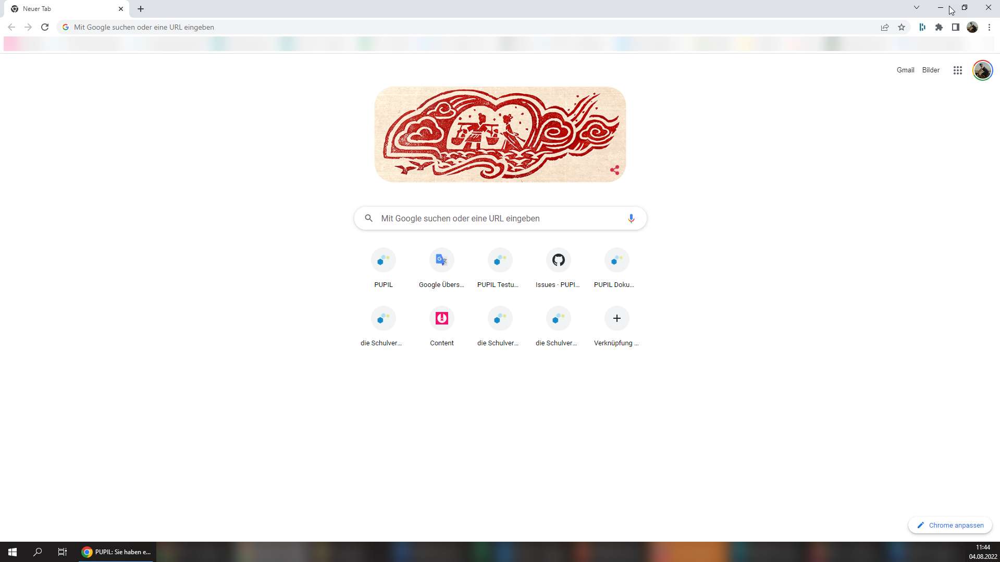 Neuer Tab
Mit Google suchen oder eine URL eingeben
Gmail Bilder
Mit Google suchen oder eine URL eingeben
PUPIL Google Übers... PUPIL Testu... Issues · PUPI... PUPIL Doku...
die Schulver... Content die Schulver... die Schulver... Verknüpfung ...
Chrome anpassen
PUPIL: Sie haben e...
11:44
04.08.2022